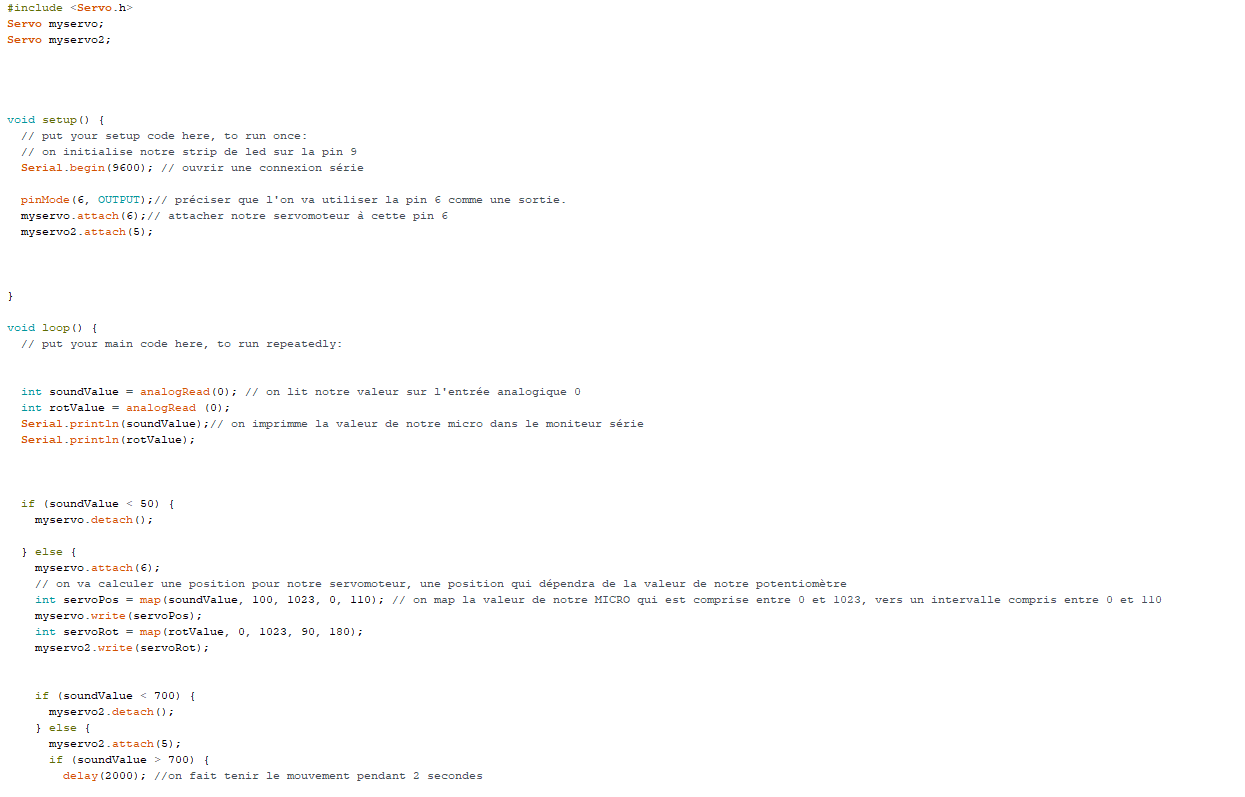 #include <Servo.h>
Servo myservo;
Servo myservo2;
void setup() {
// put your setup code here, to run once:
// on initialise notre strip de led sur la pin 9
Serial.begin(9600); // ouvrir une connexion série
pinMode(6, OUTPUT);// préciser que l'on va utiliser la pin 6 comme une sortie.
myservo.attach(6);// attacher notre servomoteur à cette pin 6
myservo2.attach(5);
}
void loop() {
// put your main code here, to run repeatedly:
int soundValue = analogRead(0); // on lit notre valeur sur l'entrée analogique 0
int rotValue = analogRead (0);
Serial.println(soundValue);// on imprimme la valeur de notre micro dans le moniteur série
Serial.println(rotValue);
if (soundValue < 50) {
myservo.detach();
} else {
myservo.attach(6);
// on va calculer une position pour notre servomoteur, une position qui dépendra de la valeur de notre potentiomètre
int servoPos = map(soundValue, 100, 1023, 0, 110); // on map la valeur de notre MICRO qui est comprise entre 0 et 1023, vers un intervalle compris entre 0 et 110
myservo.write(servoPos);
int servoRot = map(rotValue, 0, 1023, 90, 180);
myservo2.write(servoRot);
if (soundValue < 700) {
myservo2.detach();
} else {
myservo2.attach(5);
if (soundValue > 700) {
delay(2000); //on fait tenir le mouvement pendant 2 secondes